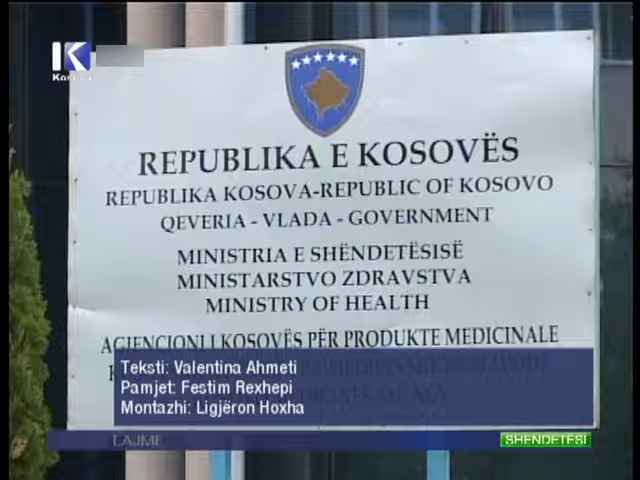 K
REPUBLIKA E KOSOVËS
REPUBLIKA KOSOVA-REPUBLIC OF KOSOVO
QEVERIA - VLADA - GOVERNMENT
MINISTRIA E SHËNDETËSISË
MINISTARSTVO ZDRAVSTVA
MINISTRY OF HEALTH
AGJENCIONI I KOSOVËS PËR PRODUKTE MEDICINALE
Teksti: Valentina Ahmeti
Pamjet: Festim Rexhepi
Montazhi: Ligjëron Hoxha
LAJME
SHENDETESI